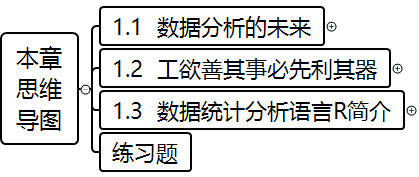 本章
思维
导图
1.1 数据分析的未来
1.2 工欲善其事必先利其器
1.3 数据统计分析语言R简介
练习题